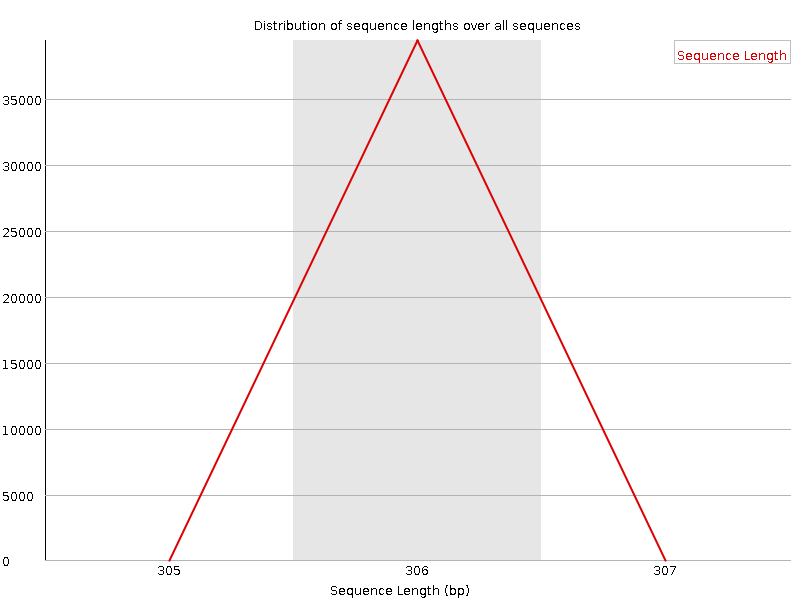 Distribution of sequence lengths over all sequences
Sequence Length
35000
30000
25000
20000
15000
10000
5000
0
305 306 307
Sequence Length (bp)